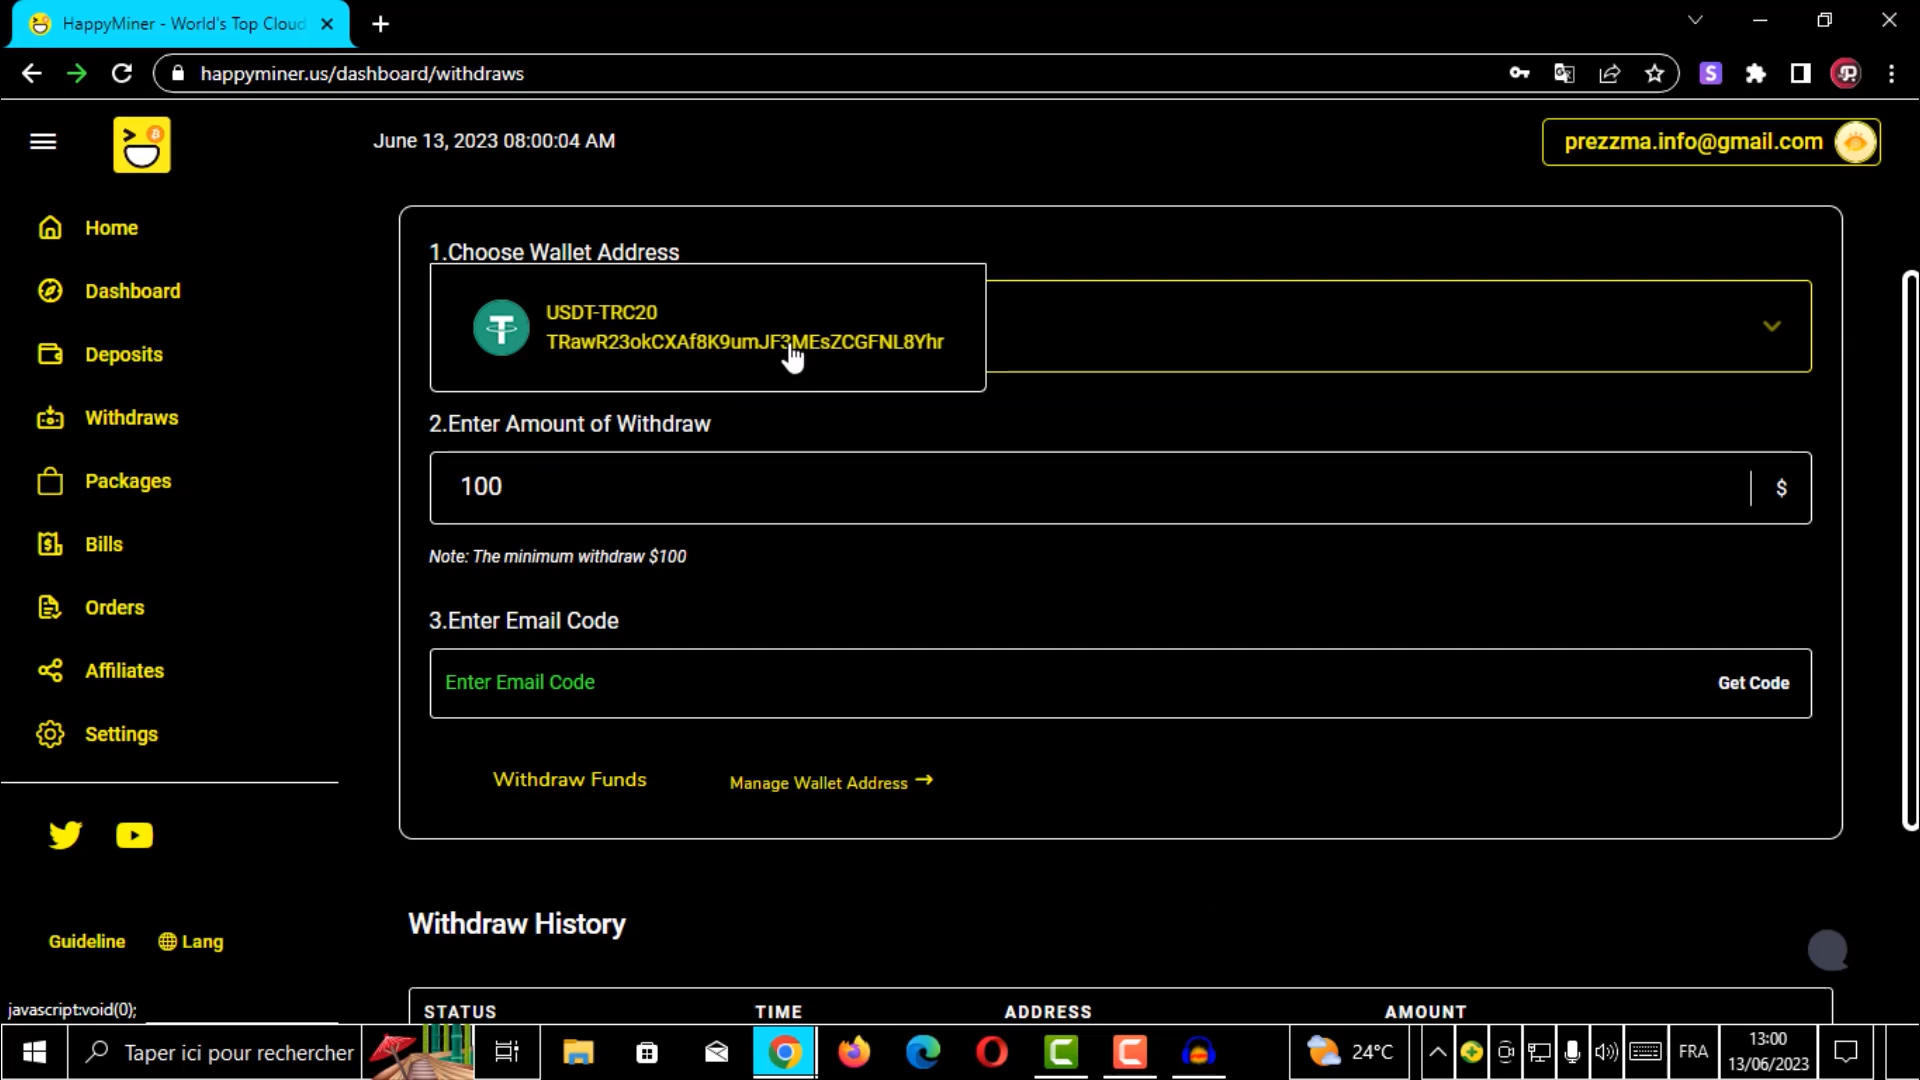 HappyMiner - World's Top Cloud
happyminer.us/dashboard/withdraws
June 13, 2023 08:00:04 AM
prezzma.info@gmail.com
Home
Dashboard
Deposits
Withdraws
Packages
Bills
Orders
Affiliates
Settings
Guideline
Lang
1.Choose Wallet Address
USDT-TRC20
TRawR23okCXAf8K9umJF3MEsZCGFNL8Yhr
2.Enter Amount of Withdraw
100
$
Note: The minimum withdraw $100
3.Enter Email Code
Enter Email Code
Get Code
Withdraw Funds
Manage Wallet Address →
Withdraw History
STATUS TIME ADDRESS AMOUNT
javascript:void(0);
Taper ici pour rechercher
24°C
FRA
13:00
13/06/2023